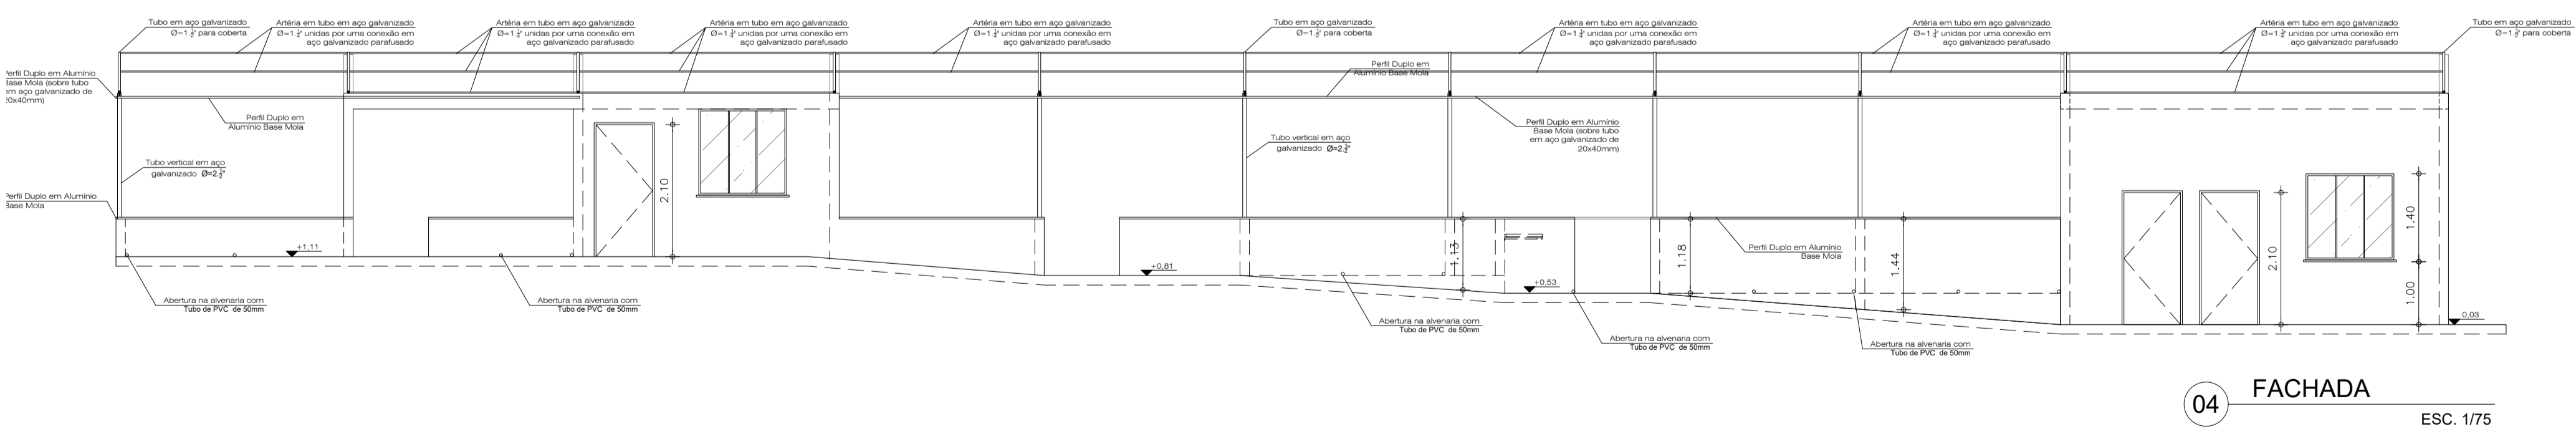 Tubo em aço galvanizado
Ø=1.½" para coberta
Artéria em tubo em aço galvanizado
Ø=1.¼" unidas por uma conexão em
aço galvanizado parafusado
Artéria em tubo em aço galvanizado
Ø=1.¼" unidas por uma conexão em
aço galvanizado parafusado
Artéria em tubo em aço galvanizado
Ø=1.¼" unidas por uma conexão em
aço galvanizado parafusado
Artéria em tubo em aço galvanizado
Ø=1.¼" unidas por uma conexão em
aço galvanizado parafusado
Tubo em aço galvanizado
Ø=1.½" para coberta
Artéria em tubo em aço galvanizado
Ø=1.¼" unidas por uma conexão em
aço galvanizado parafusado
Artéria em tubo em aço galvanizado
Ø=1.¼" unidas por uma conexão em
aço galvanizado parafusado
Artéria em tubo em aço galvanizado
Ø=1.¼" unidas por uma conexão em
aço galvanizado parafusado
Tubo em aço galvanizado
Ø=1.½" para coberta
Perfil Duplo em Alumínio
Base Mola (sobre tubo
em aço galvanizado de
20x40mm)
Perfil Duplo em
Alumínio Base Mola
Perfil Duplo em
Alumínio Base Mola
Perfil Duplo em Alumínio
Base Mola (sobre tubo
em aço galvanizado de
20x40mm)
Tubo vertical em aço
galvanizado Ø=2.½"
Tubo vertical em aço
galvanizado Ø=2.½"
Perfil Duplo em Alumínio
Base Mola
2.10
1.13
1.18
1.44
Perfil Duplo em Alumínio
Base Mola
2.10
1.40
1.00
+1,11
+0,81
+0,53
0,03
Abertura na alvenaria com
Tubo de PVC de 50mm
Abertura na alvenaria com
Tubo de PVC de 50mm
Abertura na alvenaria com
Tubo de PVC de 50mm
Abertura na alvenaria com
Tubo de PVC de 50mm
Abertura na alvenaria com
Tubo de PVC de 50mm
04
FACHADA
ESC. 1/75